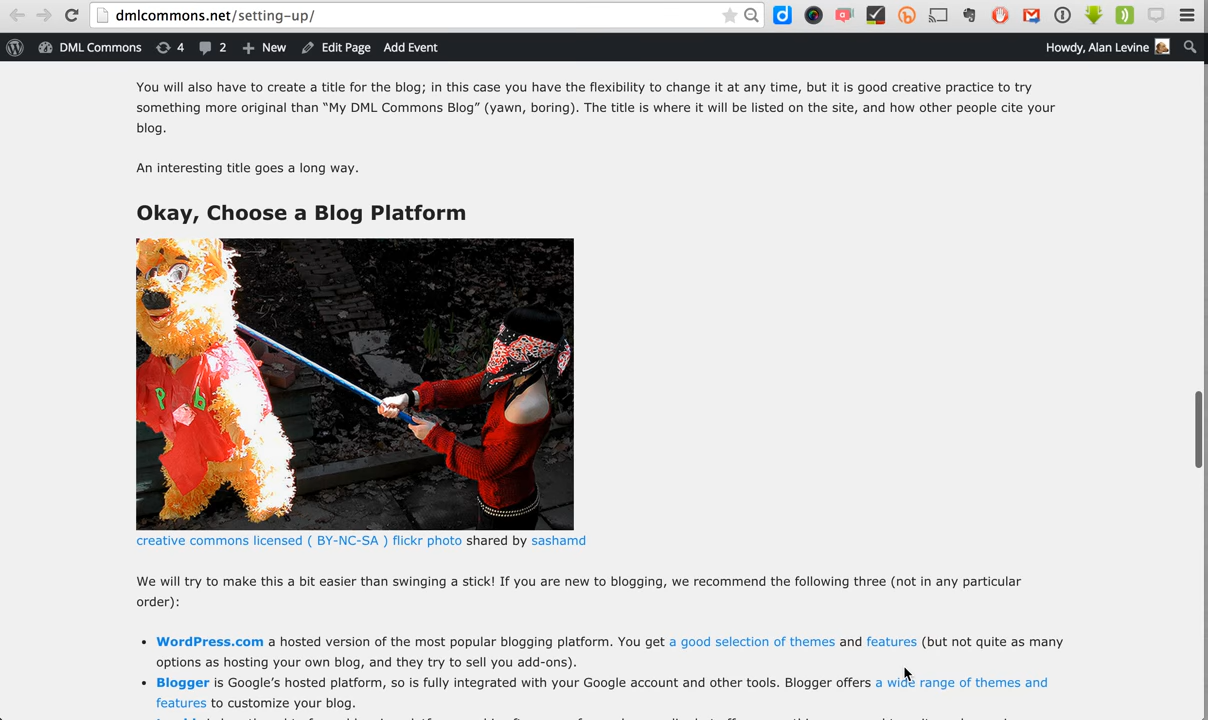 dmlcommons.net/setting-up/
DML Commons 4 2 New Edit Page Add Event Howdy, Alan Levine
You will also have to create a title for the blog; in this case you have the flexibility to change it at any time, but it is good creative practice to try
something more original than “My DML Commons Blog” (yawn, boring). The title is where it will be listed on the site, and how other people cite your
blog.
An interesting title goes a long way.
Okay, Choose a Blog Platform
P b
creative commons licensed ( BY-NC-SA ) flickr photo shared by sashamd
We will try to make this a bit easier than swinging a stick! If you are new to blogging, we recommend the following three (not in any particular
order):
• WordPress.com a hosted version of the most popular blogging platform. You get a good selection of themes and features (but not quite as many
options as hosting your own blog, and they try to sell you add-ons).
• Blogger is Google’s hosted platform, so is fully integrated with your Google account and other tools. Blogger offers a wide range of themes and
features to customize your blog.